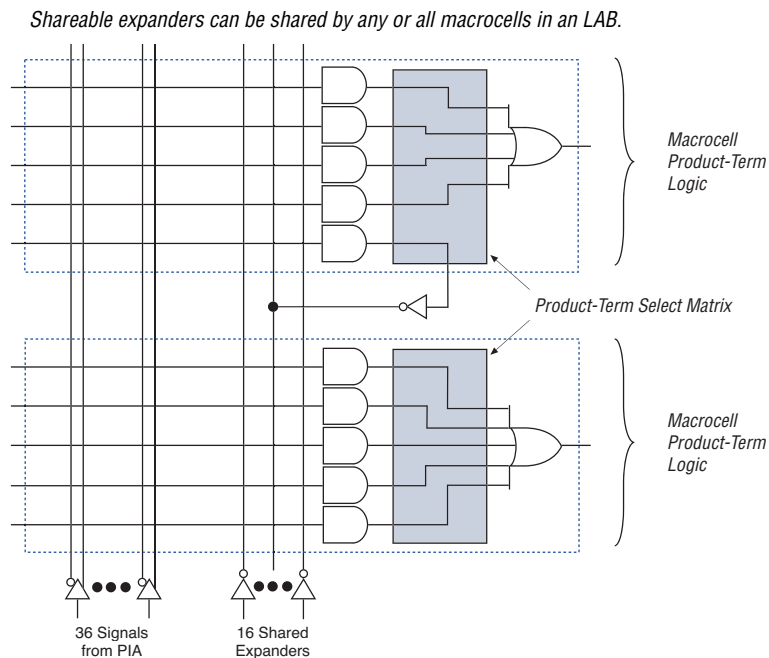 Shareable expanders can be shared by any or all macrocells in an LAB.
Macrocell
Product-Term
Logic
Product-Term Select Matrix
Macrocell
Product-Term
Logic
36 Signals
from PIA
16 Shared
Expanders